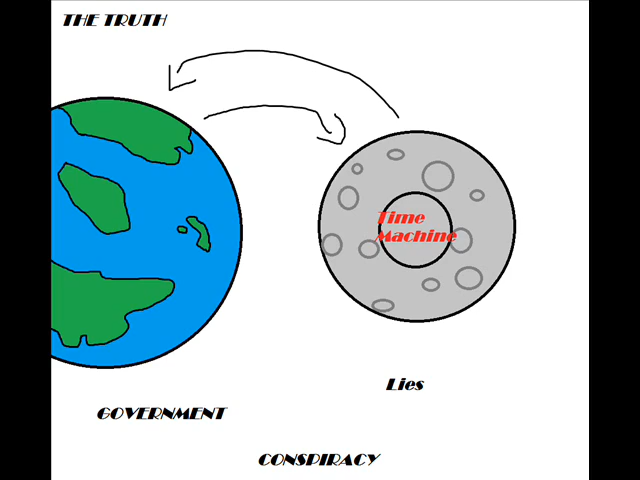 THE TRUTH
Time
Machine
Lies
GOVERNMENT
CONSPIRACY